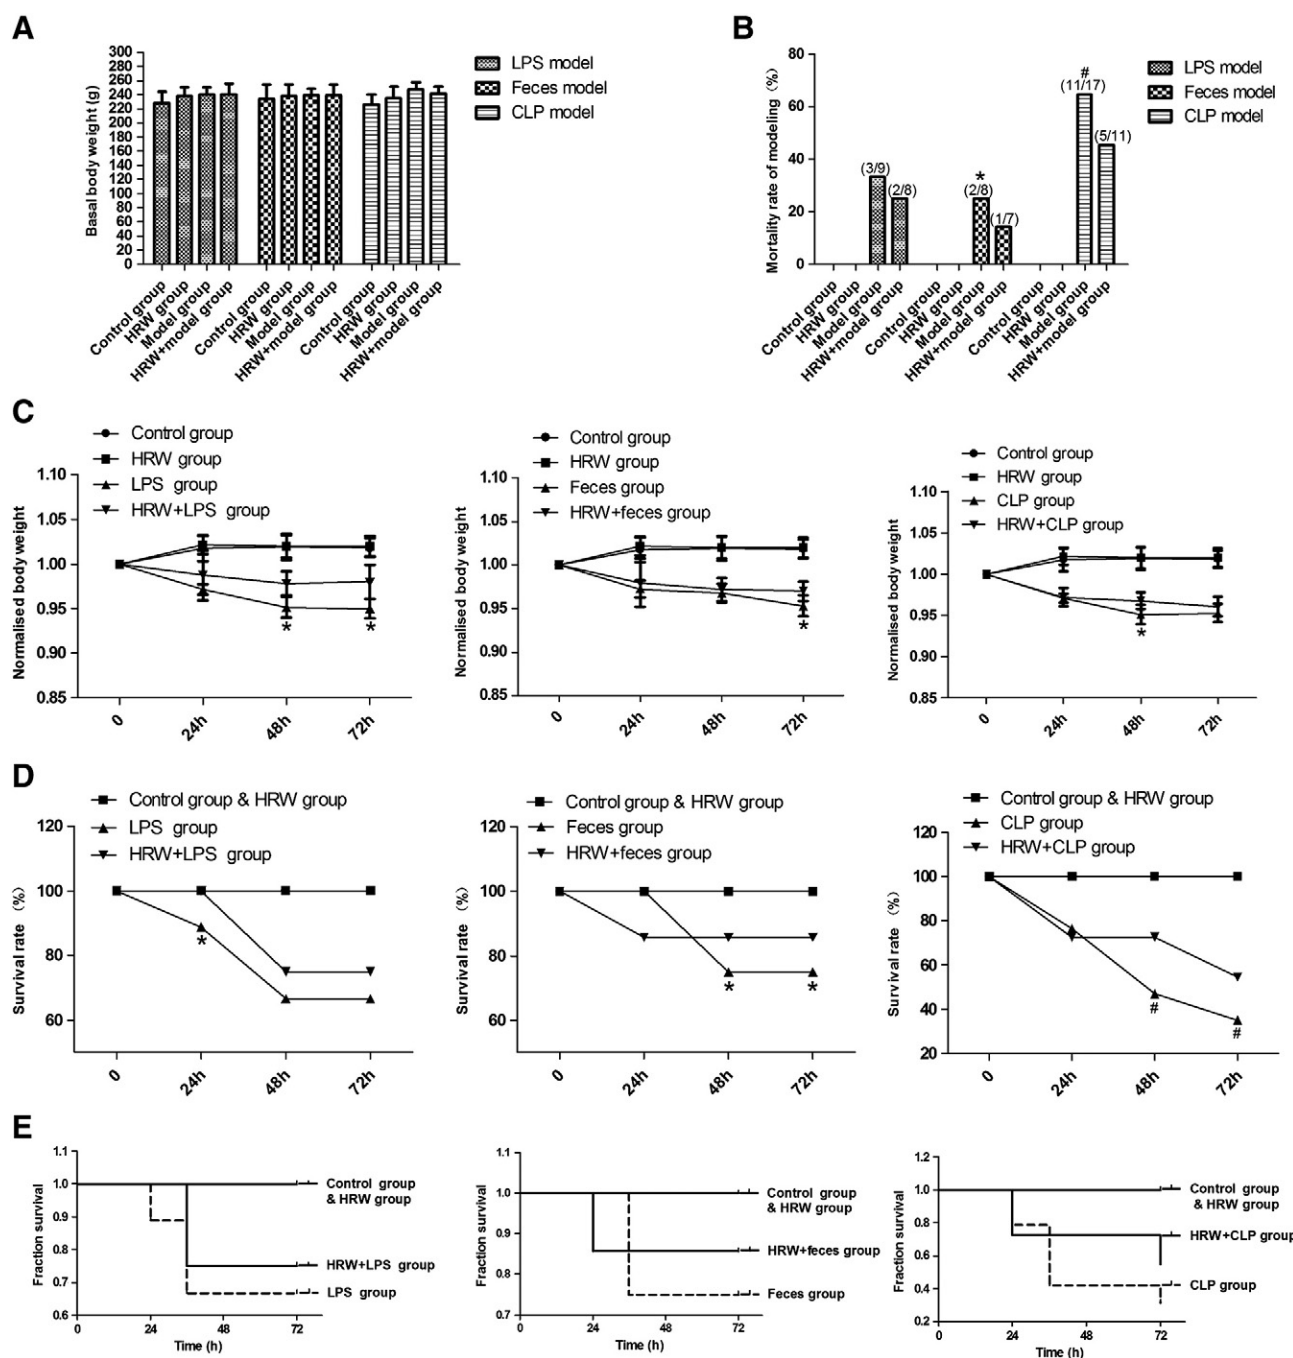 A
300
280
260
240
220
200
180
160
140
120
100
80
60
40
20
0
Basal body weight (g)
LPS model
Feces model
CLP model
Control group
HRW group
Model group
HRW+model group
Control group
HRW group
Model group
HRW+model group
Control group
HRW group
Model group
HRW+model group
B
80
60
40
20
0
Mortality rate of modeling (%)
(3/9)
(2/8)
*
(2/8)
(1/7)
#
(11/17)
(5/11)
LPS model
Feces model
CLP model
Control group
HRW group
Model group
HRW+model group
Control group
HRW group
Model group
HRW+model group
Control group
HRW group
Model group
HRW+model group
C
Control group
HRW group
LPS group
HRW+LPS group
1.10
1.05
1.00
0.95
0.90
0.85
Normalised body weight
* *
0 24h 48h 72h
Control group
HRW group
Feces group
HRW+feces group
1.10
1.05
1.00
0.95
0.90
0.85
Normalised body weight
*
0 24h 48h 72h
Control group
HRW group
CLP group
HRW+CLP group
1.10
1.05
1.00
0.95
0.90
0.85
Normalised body weight
*
0 24h 48h 72h
D
Control group & HRW group
LPS group
HRW+LPS group
120
100
80
60
Survival rate (%)
*
0 24h 48h 72h
Control group & HRW group
Feces group
HRW+feces group
120
100
80
60
Survival rate (%)
* *
0 24h 48h 72h
Control group & HRW group
CLP group
HRW+CLP group
120
100
80
60
40
20
Survival rate (%)
#
#
0 24h 48h 72h
E
1.1
1.0
0.9
0.8
0.7
0.6
Fraction survival
Control group
& HRW group
HRW+LPS group
LPS group
0 24 48 72
Time (h)
1.1
1.0
0.9
0.8
0.7
Fraction survival
Control group
& HRW group
HRW+feces group
Feces group
0 24 48 72
Time (h)
1.2
1.0
0.8
0.6
0.4
0.2
Fraction survival
Control group
& HRW group
HRW+CLP group
CLP group
0 24 48 72
Time (h)